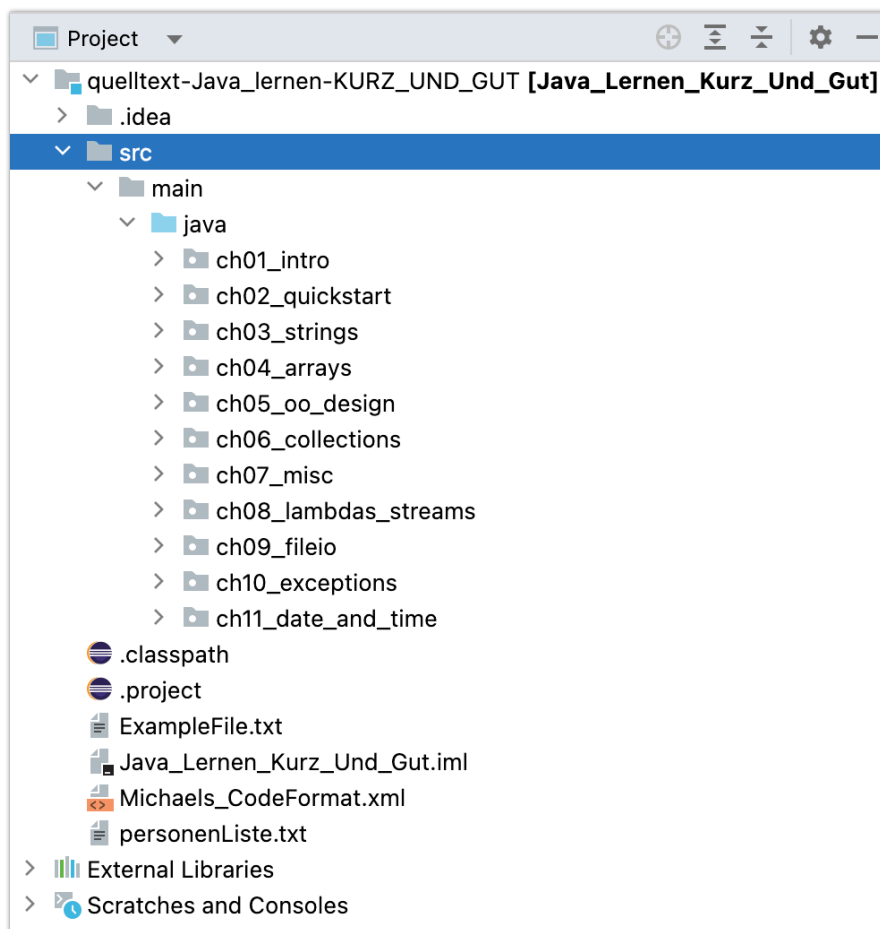 Project
quelltext-Java_lernen-KURZ_UND_GUT [Java_Lernen_Kurz_Und_Gut]
.idea
src
main
java
ch01_intro
ch02_quickstart
ch03_strings
ch04_arrays
ch05_oo_design
ch06_collections
ch07_misc
ch08_lambdas_streams
ch09_fileio
ch10_exceptions
ch11_date_and_time
.classpath
.project
ExampleFile.txt
Java_Lernen_Kurz_Und_Gut.iml
Michaels_CodeFormat.xml
personenListe.txt
External Libraries
Scratches and Consoles